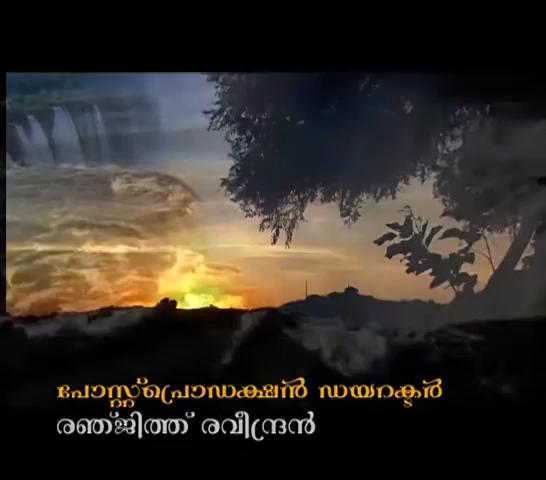 പോസ്റ്റ്പ്രൊഡക്ഷൻ ഡയറക്ടർ
രഞ്ജിത്ത് രവീന്ദ്രൻ